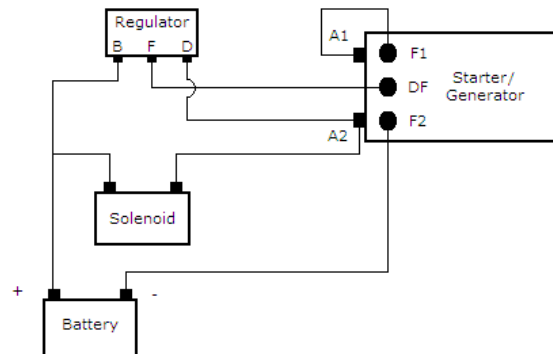 Regulator
B F D
A1
F1
Starter/
Generator
DF
F2
A2
Solenoid
+ -
Battery